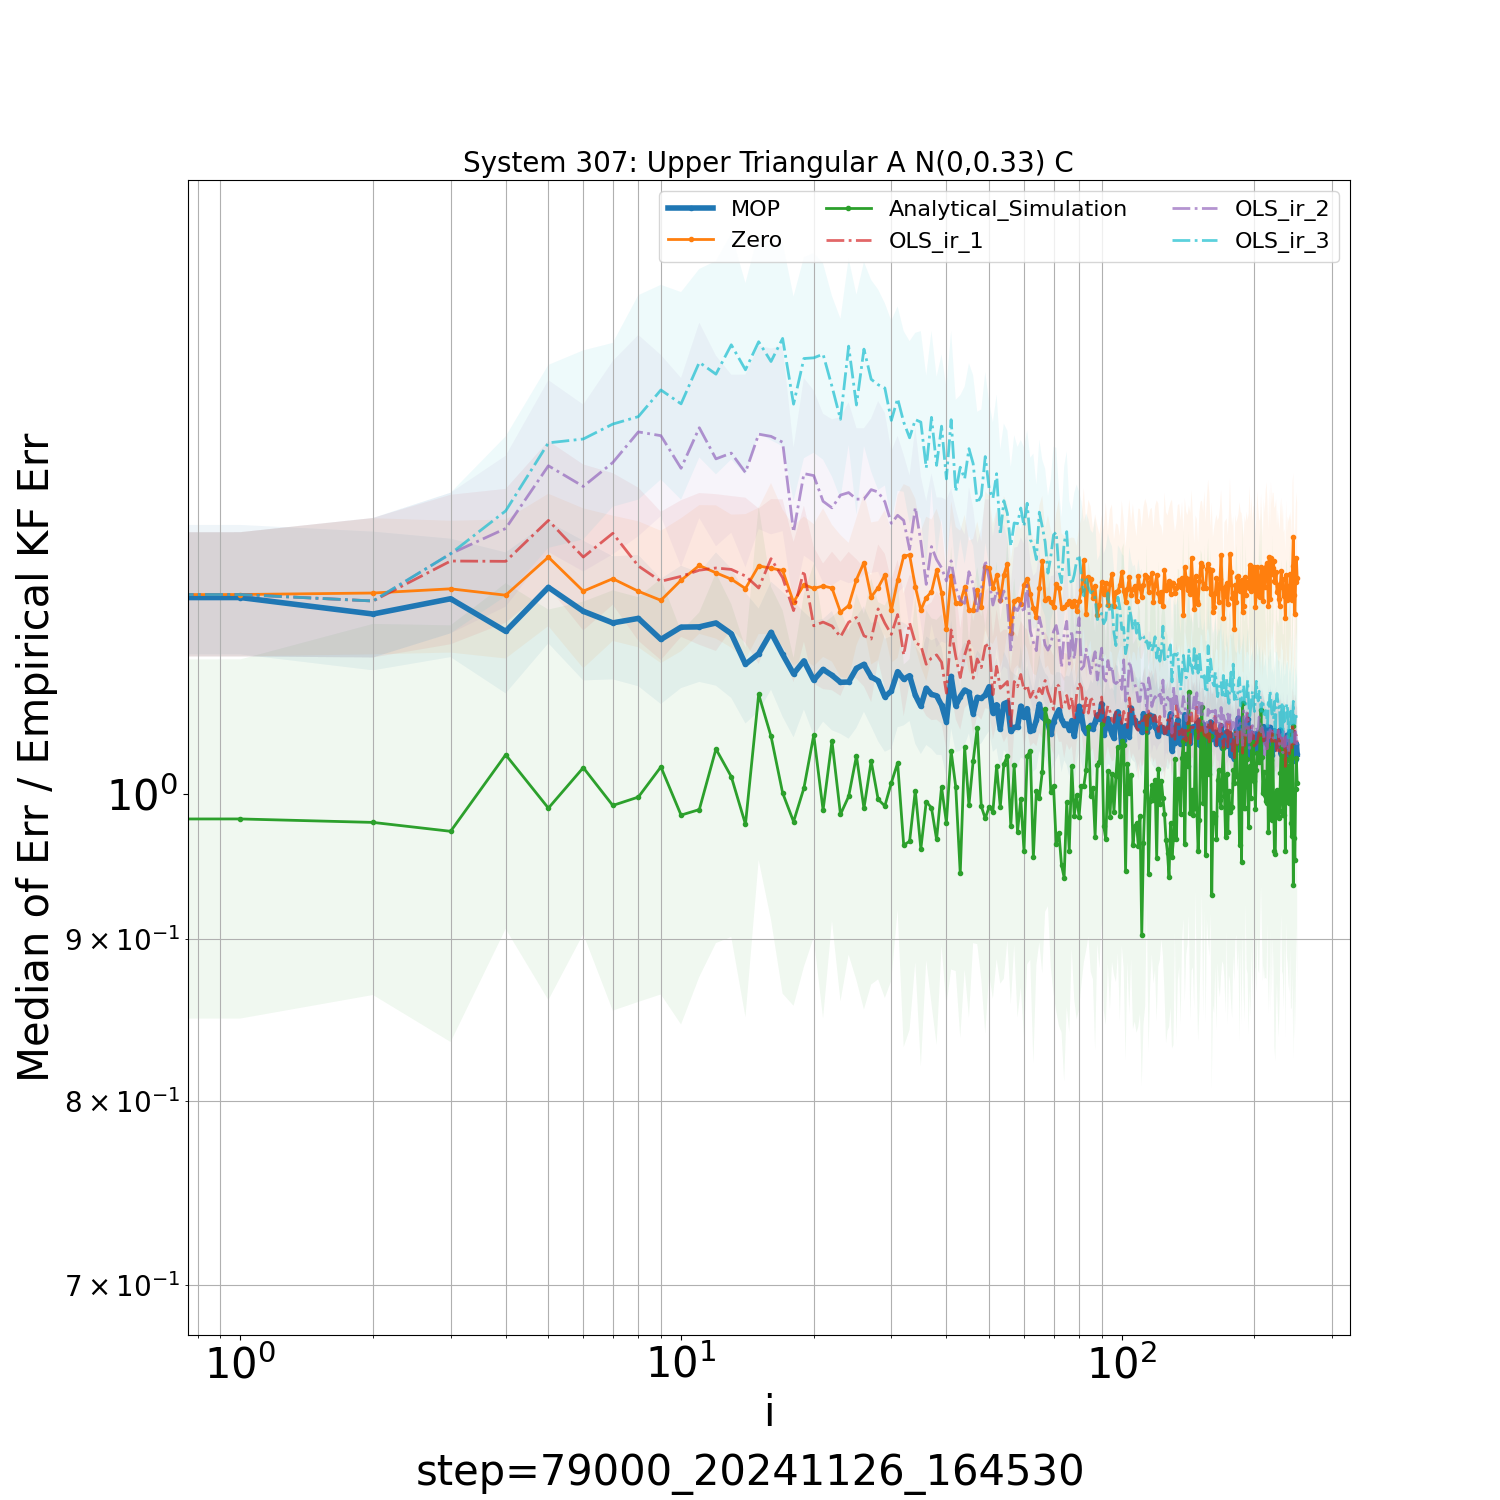 System 307: Upper Triangular A N(0,0.33) C
MOP
Zero
Analytical_Simulation
OLS_ir_1
OLS_ir_2
OLS_ir_3
Median of Err / Empirical KF Err
10⁰
9 × 10⁻¹
8 × 10⁻¹
7 × 10⁻¹
10⁰ 10¹ 10²
i
step=79000_20241126_164530